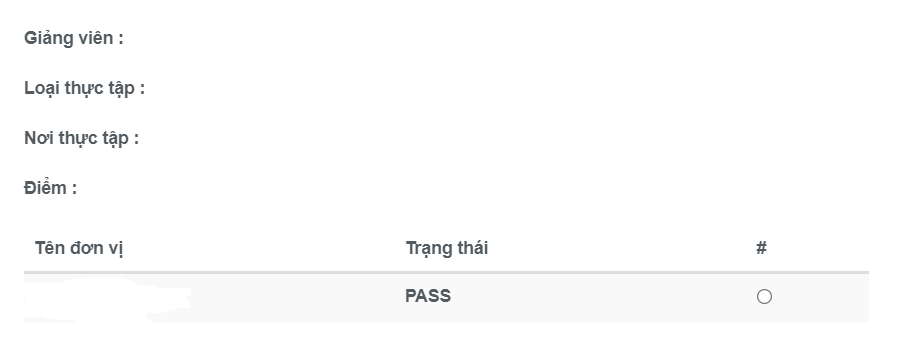 Giảng viên :
Loại thực tập :
Nơi thực tập :
Điểm :
Tên đơn vị Trạng thái #
PASS